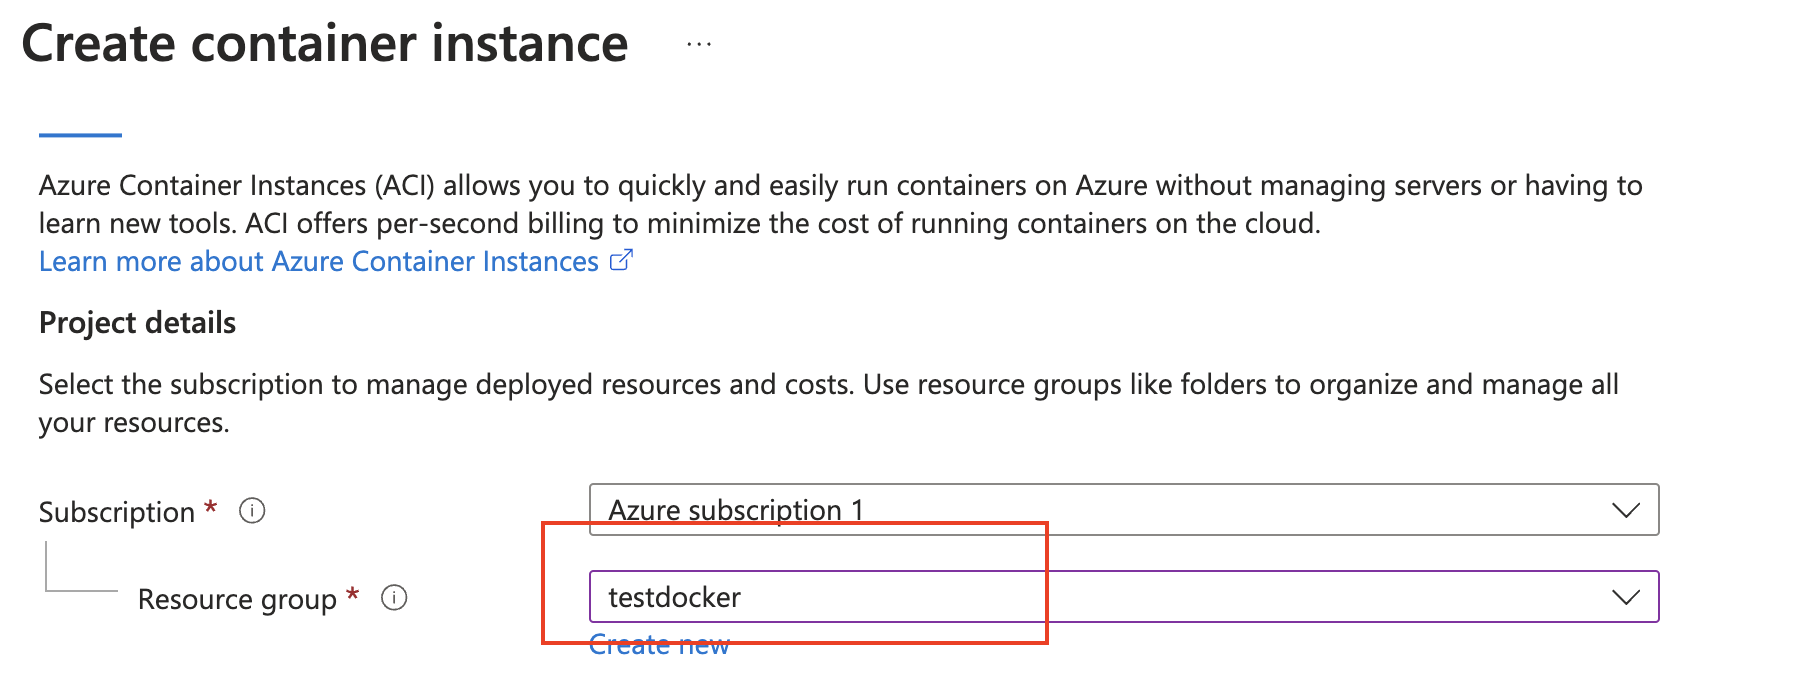 Create container instance ...
Azure Container Instances (ACI) allows you to quickly and easily run containers on Azure without managing servers or having to
learn new tools. ACI offers per-second billing to minimize the cost of running containers on the cloud.
Learn more about Azure Container Instances
Project details
Select the subscription to manage deployed resources and costs. Use resource groups like folders to organize and manage all
your resources.
Subscription * Azure subscription 1
Resource group * testdocker
Create new